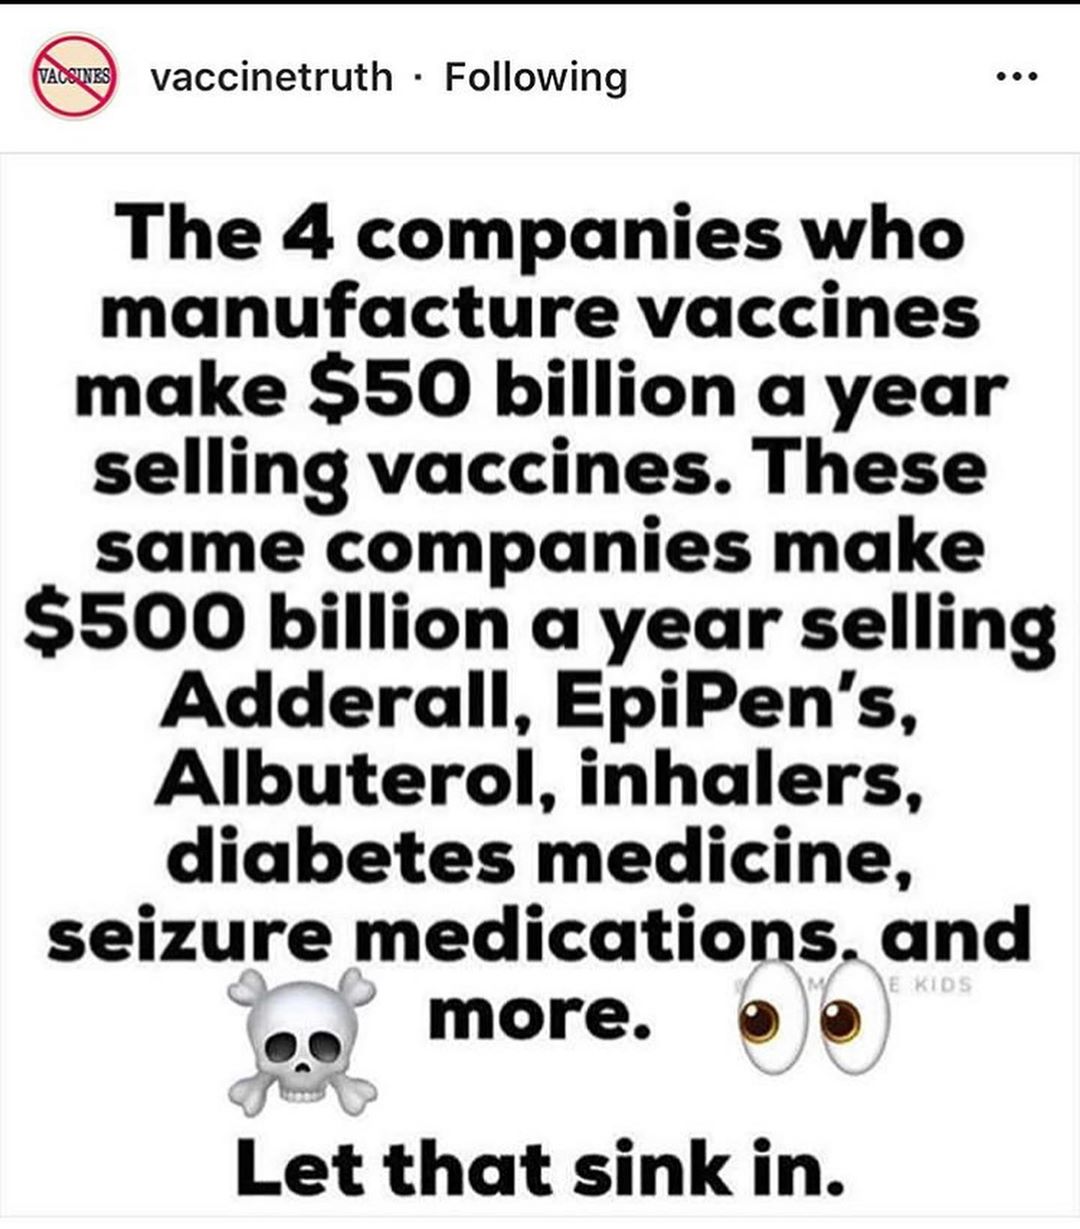 VACCINES
vaccinetruth · Following
The 4 companies who
manufacture vaccines
make $50 billion a year
selling vaccines. These
same companies make
$500 billion a year selling
Adderall, EpiPen's,
Albuterol, inhalers,
diabetes medicine,
seizure medications, and
KIDS
more.
Let that sink in.